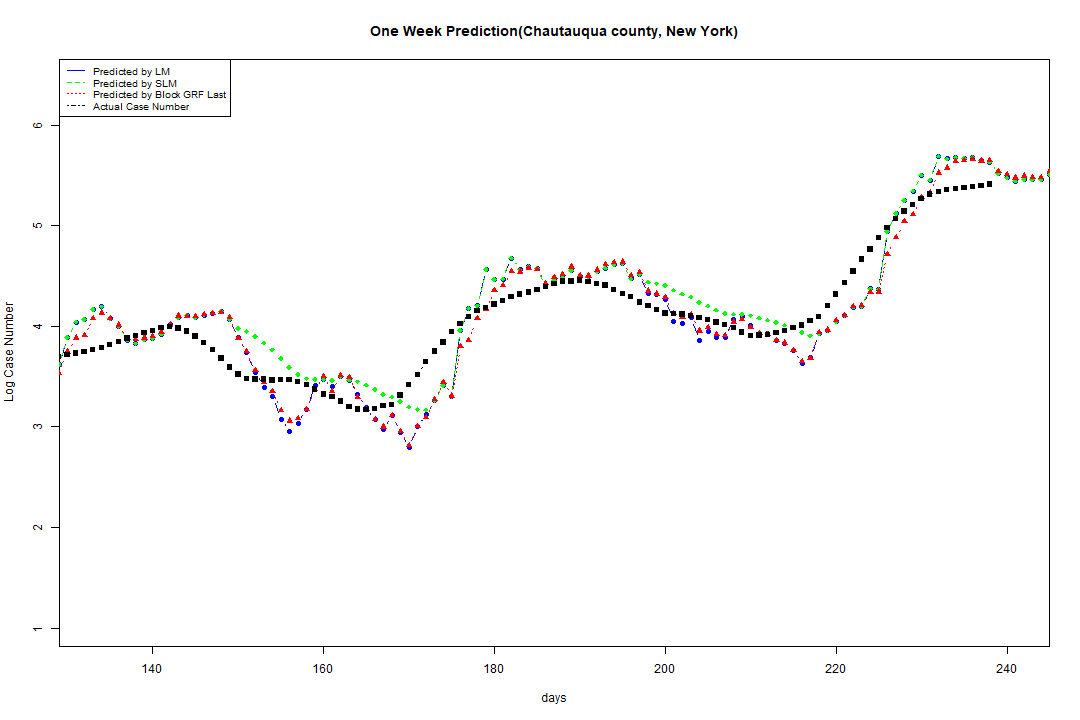 One Week Prediction(Chautauqua county, New York)
Predicted by LM
Predicted by SLM
Predicted by Block GRF Last
Actual Case Number
Log Case Number
6
5
4
3
2
1
140 160 180 200 220 240
days